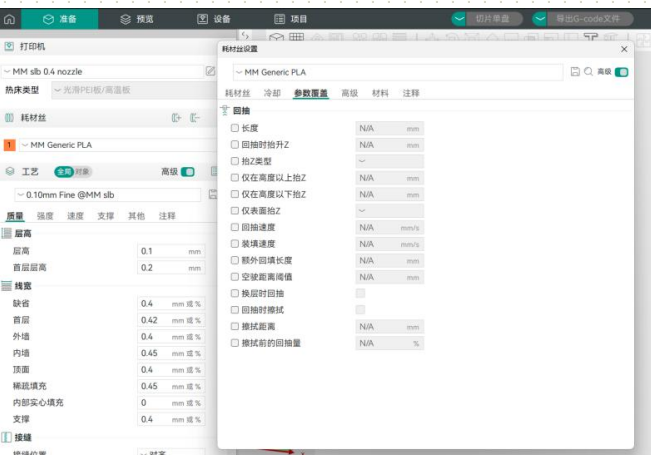 准备
预览
设备
项目
切片单盘
导出G-code文件
打印机
MM slb 0.4 nozzle
热床类型 光滑PEI板/高温板
耗材丝
1 MM Generic PLA
工艺 全局 对象 高级
0.10mm Fine @MM slb
质量 强度 速度 支撑 其他 注释
层高
层高 0.1 mm
首层层高 0.2 mm
线宽
缺省 0.4 mm 或 %
首层 0.42 mm 或 %
外墙 0.4 mm 或 %
内墙 0.45 mm 或 %
顶面 0.4 mm 或 %
稀疏填充 0.45 mm 或 %
内部实心填充 0 mm 或 %
支撑 0.4 mm 或 %
接缝
接缝位置 对齐
耗材丝设置
MM Generic PLA 高级
耗材丝 冷却 参数覆盖 高级 材料 注释
回抽
长度 N/A mm
回抽时抬升Z N/A mm
抬Z类型
仅在高度以上抬Z N/A mm
仅在高度以下抬Z N/A mm
仅表面抬Z
回抽速度 N/A mm/s
装填速度 N/A mm/s
额外回填长度 N/A mm
空驶距离阈值 N/A mm
换层时回抽
回抽时擦拭
擦拭距离 N/A mm
擦拭前的回抽量 N/A %